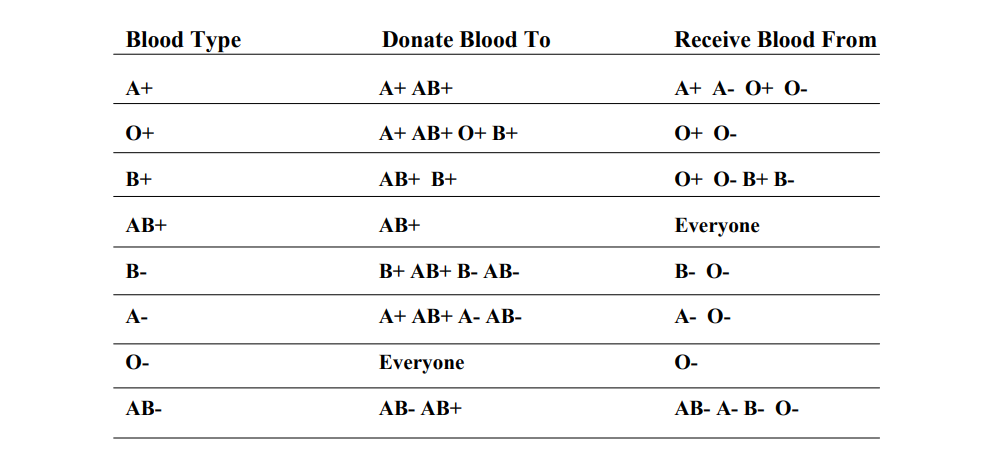 Blood Type Donate Blood To Receive Blood From
A+ A+ AB+ A+ A- O+ O-
O+ A+ AB+ O+ B+ O+ O-
B+ AB+ B+ O+ O- B+ B-
AB+ AB+ Everyone
B- B+ AB+ B- AB- B- O-
A- A+ AB+ A- AB- A- O-
O- Everyone O-
AB- AB- AB+ AB- A- B- O-